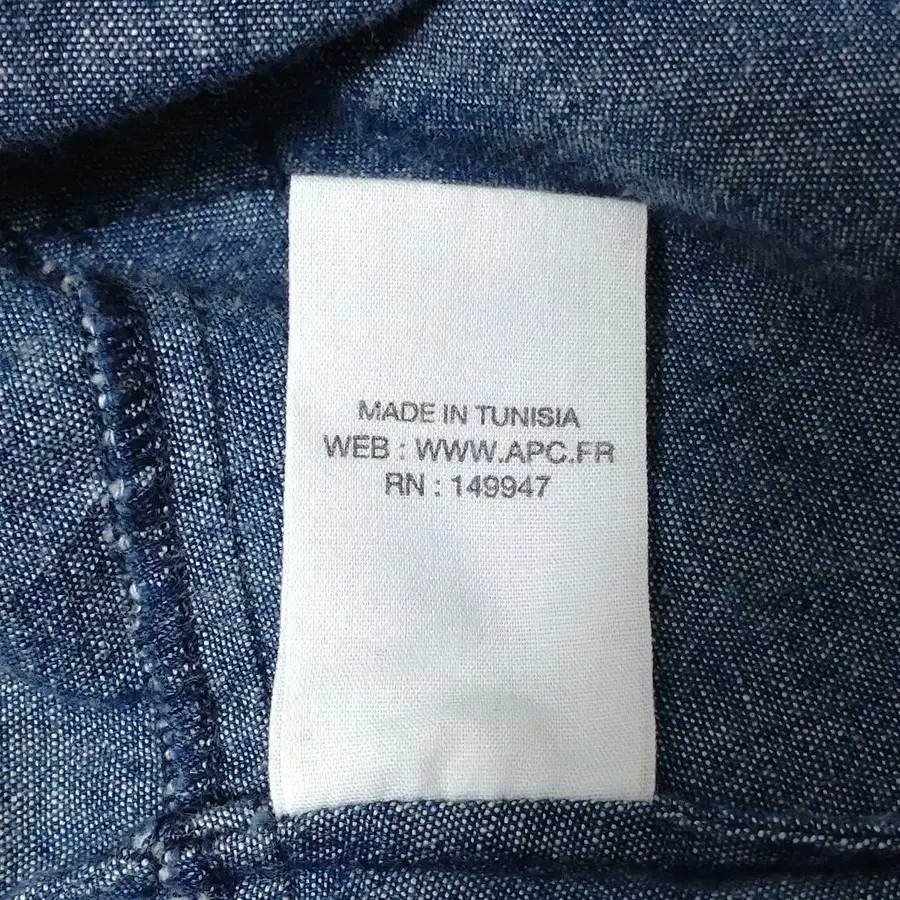 MADE IN TUNISIA
WEB : WWW.APC.FR
RN : 149947